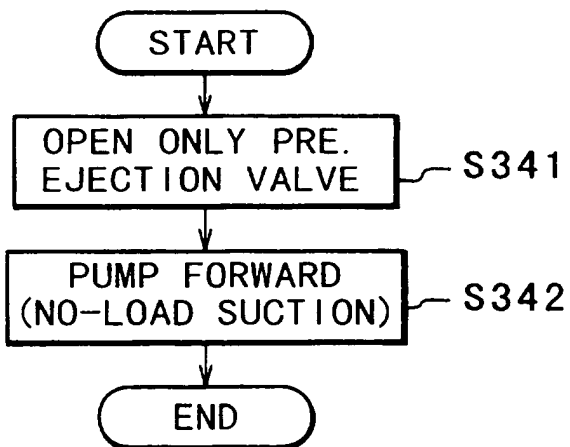 START
OPEN ONLY PRE.
EJECTION VALVE
S341
PUMP FORWARD
(NO-LOAD SUCTION)
S342
END